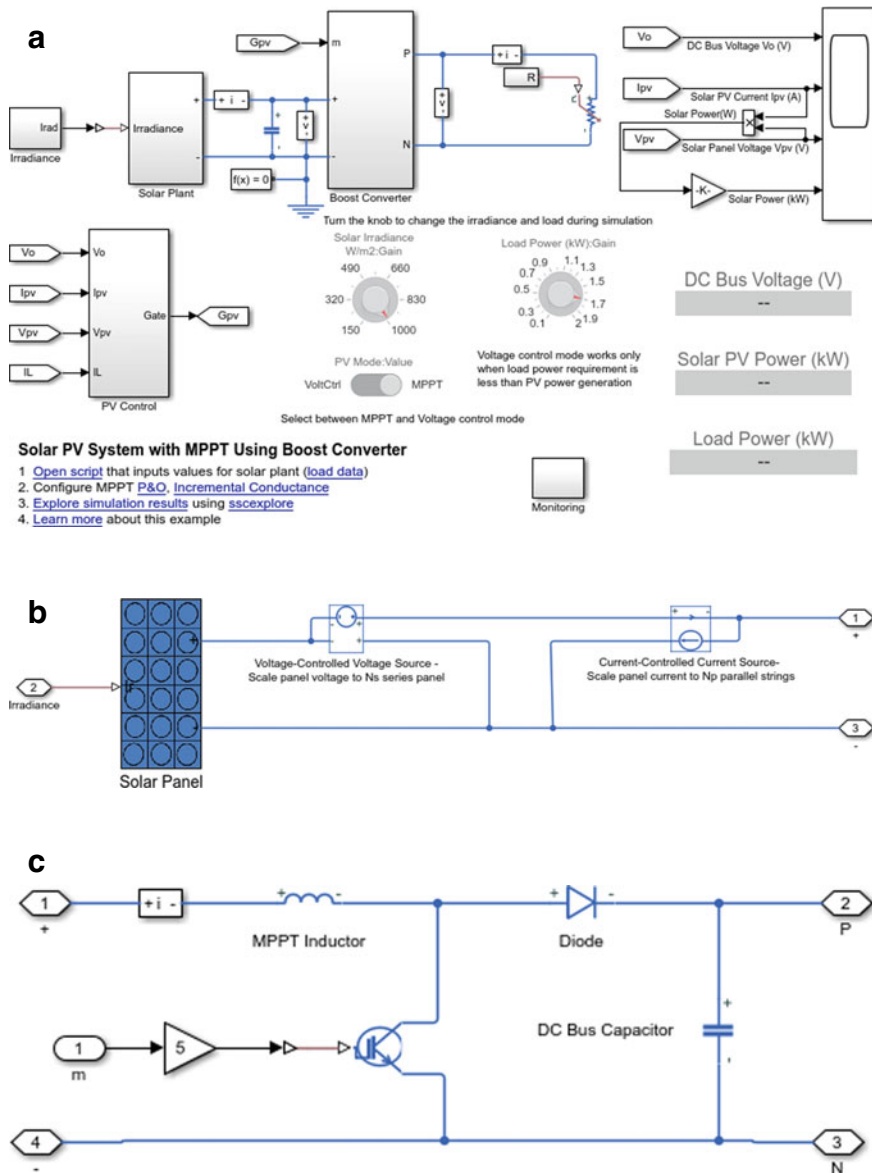 a
Gpv
m
P
N
+ i -
+ i -
R
+
-
+
-
+ v -
+ v -
Irad
Irradiance
Irradiance
Solar Plant
f(x) = 0
Boost Converter
Vo
DC Bus Voltage Vo (V)
Ipv
Solar PV Current Ipv (A)
Solar Power(W)
×
Vpv
Solar Panel Voltage Vpv (V)
-K-
Solar Power (kW)
Turn the knob to change the irradiance and load during simulation
Vo
Ipv
Vpv
IL
Vo
Ipv
Vpv
IL
Gate
Gpv
PV Control
Solar Irradiance
W/m2:Gain
490 660
320 830
150 1000
Load Power (kW):Gain
0.9 1.1
0.7 1.3
0.5 1.5
0.3 1.7
0.1 2 1.9
PV Mode:Value
VoltCtrl MPPT
Voltage control mode works only
when load power requirement is
less than PV power generation
Select between MPPT and Voltage control mode
DC Bus Voltage (V)
--
Solar PV Power (kW)
--
Load Power (kW)
--
Solar PV System with MPPT Using Boost Converter
1 Open script that inputs values for solar plant (load data)
2. Configure MPPT P&O, Incremental Conductance
3. Explore simulation results using sscexplore
4. Learn more about this example
Monitoring
b
2
Irradiance
Solar Panel
Voltage-Controlled Voltage Source -
Scale panel voltage to Ns series panel
Current-Controlled Current Source-
Scale panel current to Np parallel strings
1
+
3
-
c
1
+
+ i -
+ -
MPPT Inductor
+ -
Diode
2
P
1
m
5
DC Bus Capacitor
+
4
-
3
N